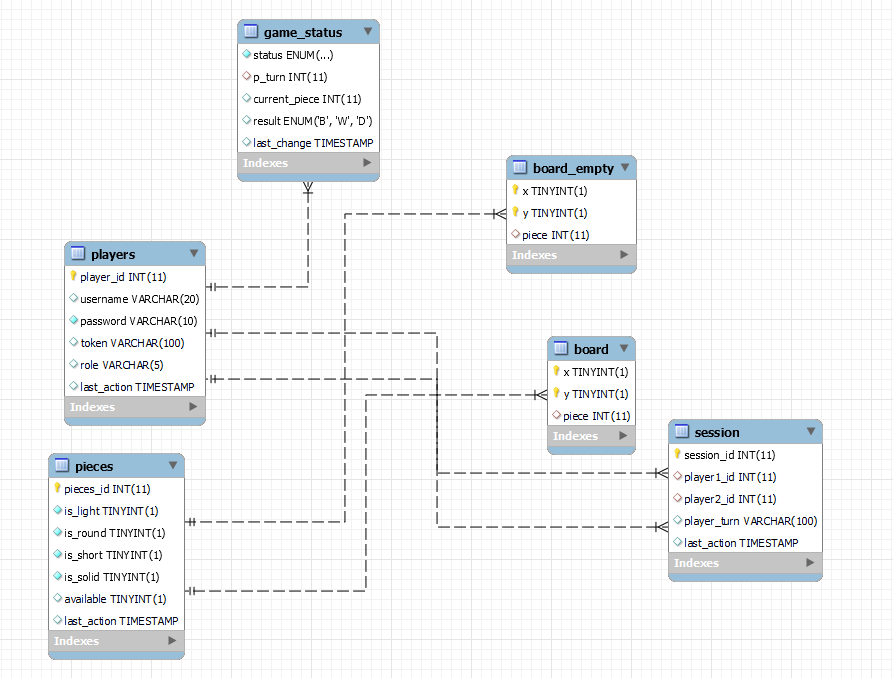 game_status
status ENUM(...)
p_turn INT(11)
current_piece INT(11)
result ENUM('B', 'W', 'D')
last_change TIMESTAMP
Indexes
board_empty
x TINYINT(1)
y TINYINT(1)
piece INT(11)
Indexes
players
player_id INT(11)
username VARCHAR(20)
password VARCHAR(10)
token VARCHAR(100)
role VARCHAR(5)
last_action TIMESTAMP
Indexes
board
x TINYINT(1)
y TINYINT(1)
piece INT(11)
Indexes
session
session_id INT(11)
player1_id INT(11)
player2_id INT(11)
player_turn VARCHAR(100)
last_action TIMESTAMP
Indexes
pieces
pieces_id INT(11)
is_light TINYINT(1)
is_round TINYINT(1)
is_short TINYINT(1)
is_solid TINYINT(1)
available TINYINT(1)
last_action TIMESTAMP
Indexes